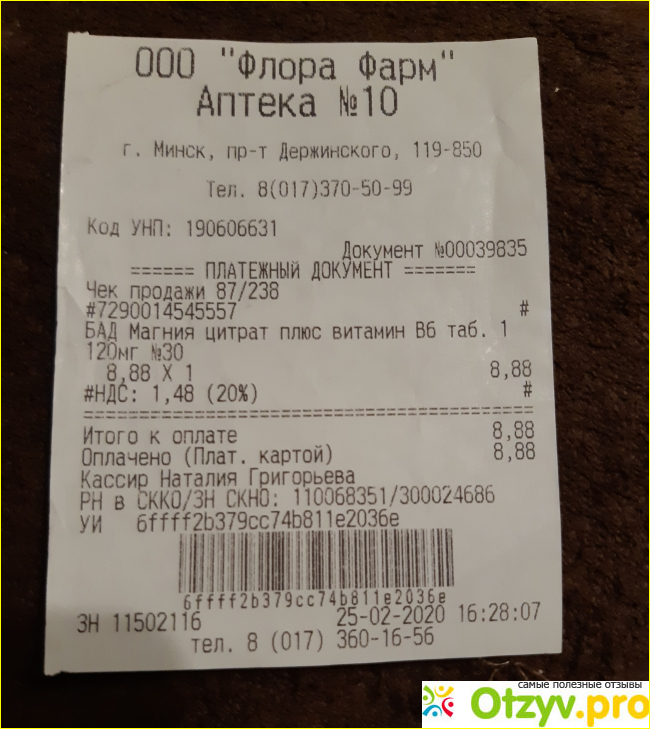 ООО "Флора Фарм"
Аптека №10
г. Минск, пр-т Держинского, 119-850
Тел. 8(017)370-50-99
Код УНП: 190606631
Документ №00039835
====== ПЛАТЕЖНЫЙ ДОКУМЕНТ =======
Чек продажи 87/238
#7290014545557 #
БАД Магния цитрат плюс витамин В6 таб. 1
120мг №30
8,88 X 1 8,88
#НДС: 1,48 (20%) #
==========================================
Итого к оплате 8,88
Оплачено (Плат. картой) 8,88
Кассир Наталия Григорьева
РН в СККО/ЗН СКНО: 110068351/300024686
УИ 6ffff2b379cc74b811e2036e
6ffff2b379cc74b811e2036e
ЗН 11502116 25-02-2020 16:28:07
тел. 8 (017) 360-16-56
самые полезные отзывы
Otzyv.pro